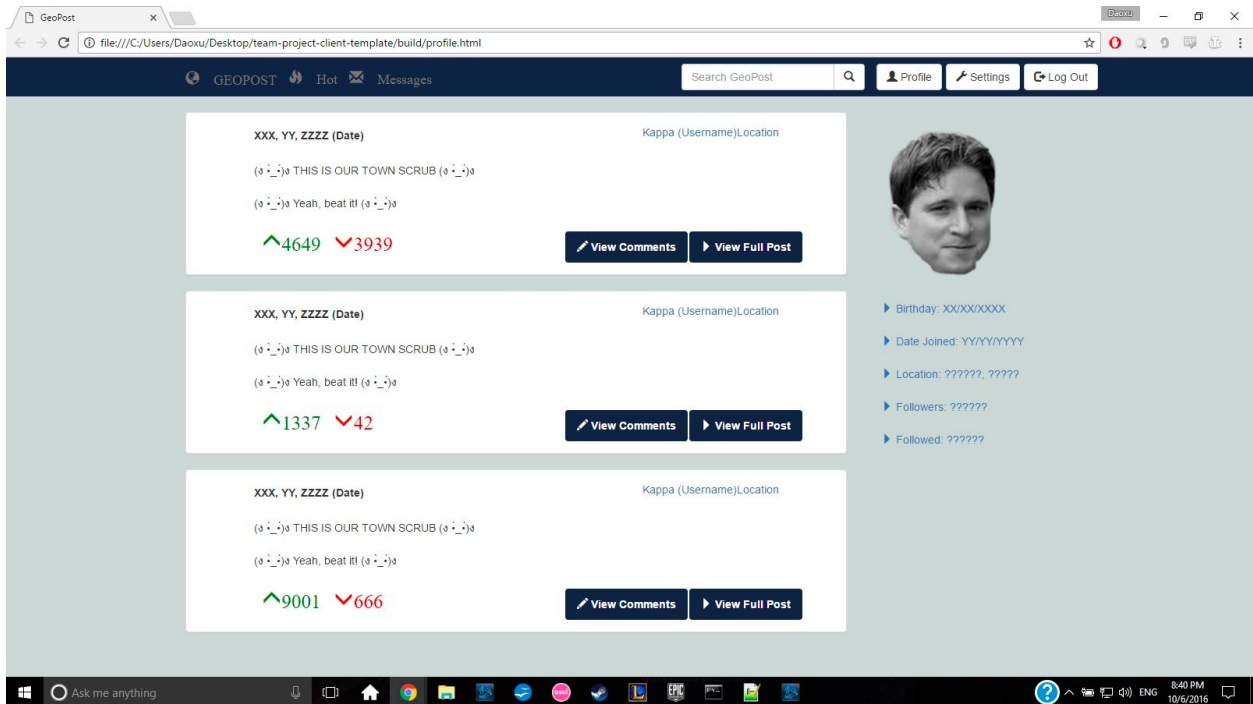 GeoPost
Daoxu
file:///C:/Users/Daoxu/Desktop/team-project-client-template/build/profile.html
GEOPOST Hot Messages
Search GeoPost
Profile Settings Log Out
XXX, YY, ZZZZ (Date)
Kappa (Username)Location
(ง •̀_•́)ง THIS IS OUR TOWN SCRUB (ง •̀_•́)ง
(ง •̀_•́)ง Yeah, beat it! (ง •̀_•́)ง
4649 3939
View Comments View Full Post
XXX, YY, ZZZZ (Date)
Kappa (Username)Location
(ง •̀_•́)ง THIS IS OUR TOWN SCRUB (ง •̀_•́)ง
(ง •̀_•́)ง Yeah, beat it! (ง •̀_•́)ง
1337 42
View Comments View Full Post
XXX, YY, ZZZZ (Date)
Kappa (Username)Location
(ง •̀_•́)ง THIS IS OUR TOWN SCRUB (ง •̀_•́)ง
(ง •̀_•́)ง Yeah, beat it! (ง •̀_•́)ง
9001 666
View Comments View Full Post
Birthday: XX/XX/XXXX
Date Joined: YY/YY/YYYY
Location: ??????, ?????
Followers: ??????
Followed: ??????
Ask me anything
EPIC
ENG
8:40 PM
10/6/2016